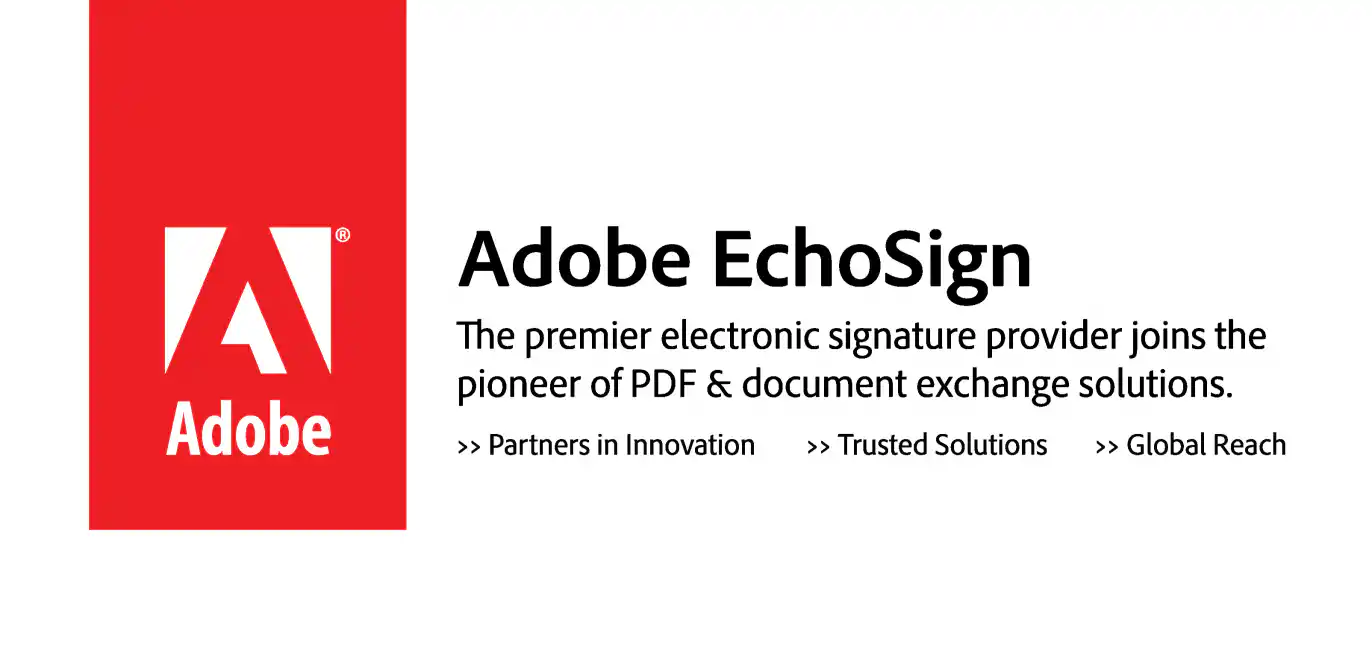 Adobe EchoSign
The premier electronic signature provider joins the
pioneer of PDF & document exchange solutions.
>> Partners in Innovation >> Trusted Solutions >> Global Reach
®
Adobe